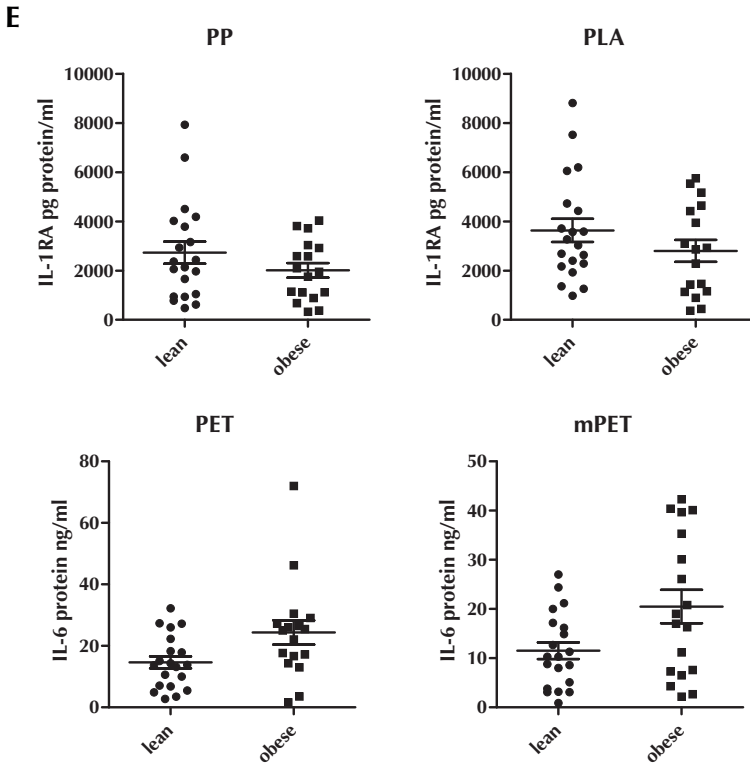 E
PP
IL-1RA pg protein/ml
10000
8000
6000
4000
2000
0
lean
obese
PLA
IL-1RA pg protein/ml
10000
8000
6000
4000
2000
0
lean
obese
PET
IL-6 protein ng/ml
80
60
40
20
0
lean
obese
mPET
IL-6 protein ng/ml
50
40
30
20
10
0
lean
obese